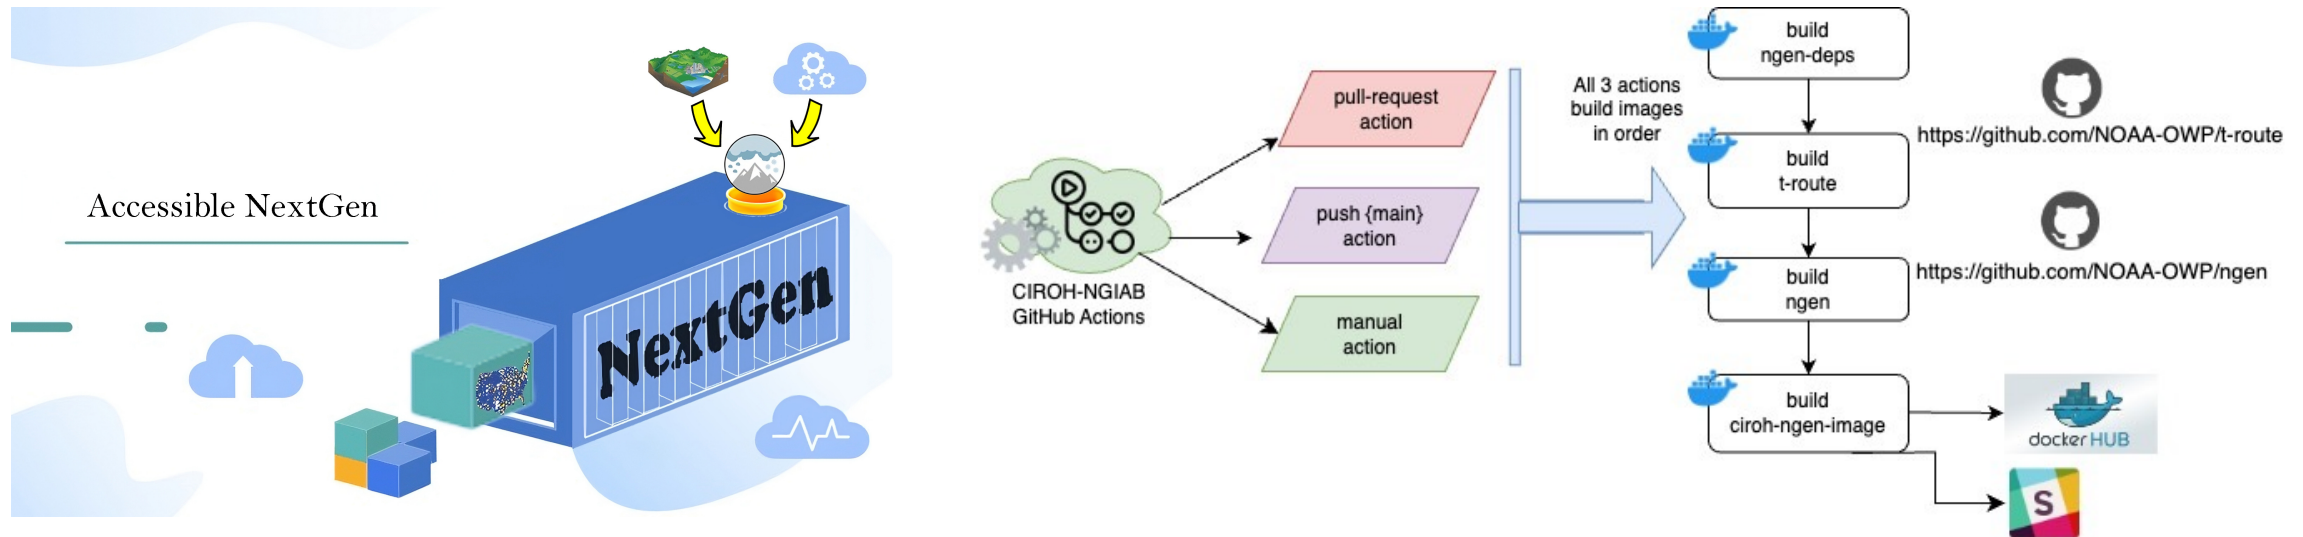 Accessible NextGen
NextGen
CIROH-NGIAB
GitHub Actions
pull-request
action
push {main}
action
manual
action
All 3 actions
build images
in order
build
ngen-deps
build
t-route
build
ngen
build
ciroh-ngen-image
https://github.com/NOAA-OWP/t-route
https://github.com/NOAA-OWP/ngen
docker HUB
S